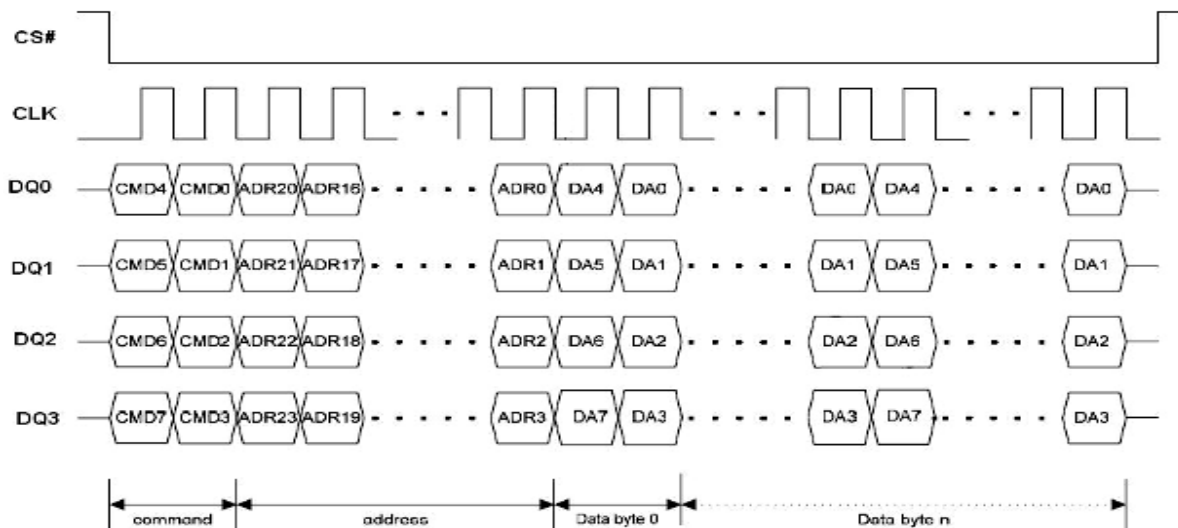 CS#
CLK
DQ0 CMD4 CMD0 ADR20 ADR16 ADR0 DA4 DA0 DA0 DA4 DA0
DQ1 CMD5 CMD1 ADR21 ADR17 ADR1 DA5 DA1 DA1 DA5 DA1
DQ2 CMD6 CMD2 ADR22 ADR18 ADR2 DA6 DA2 DA2 DA6 DA2
DQ3 CMD7 CMD3 ADR23 ADR19 ADR3 DA7 DA3 DA3 DA7 DA3
command address Data byte 0 Data byte n